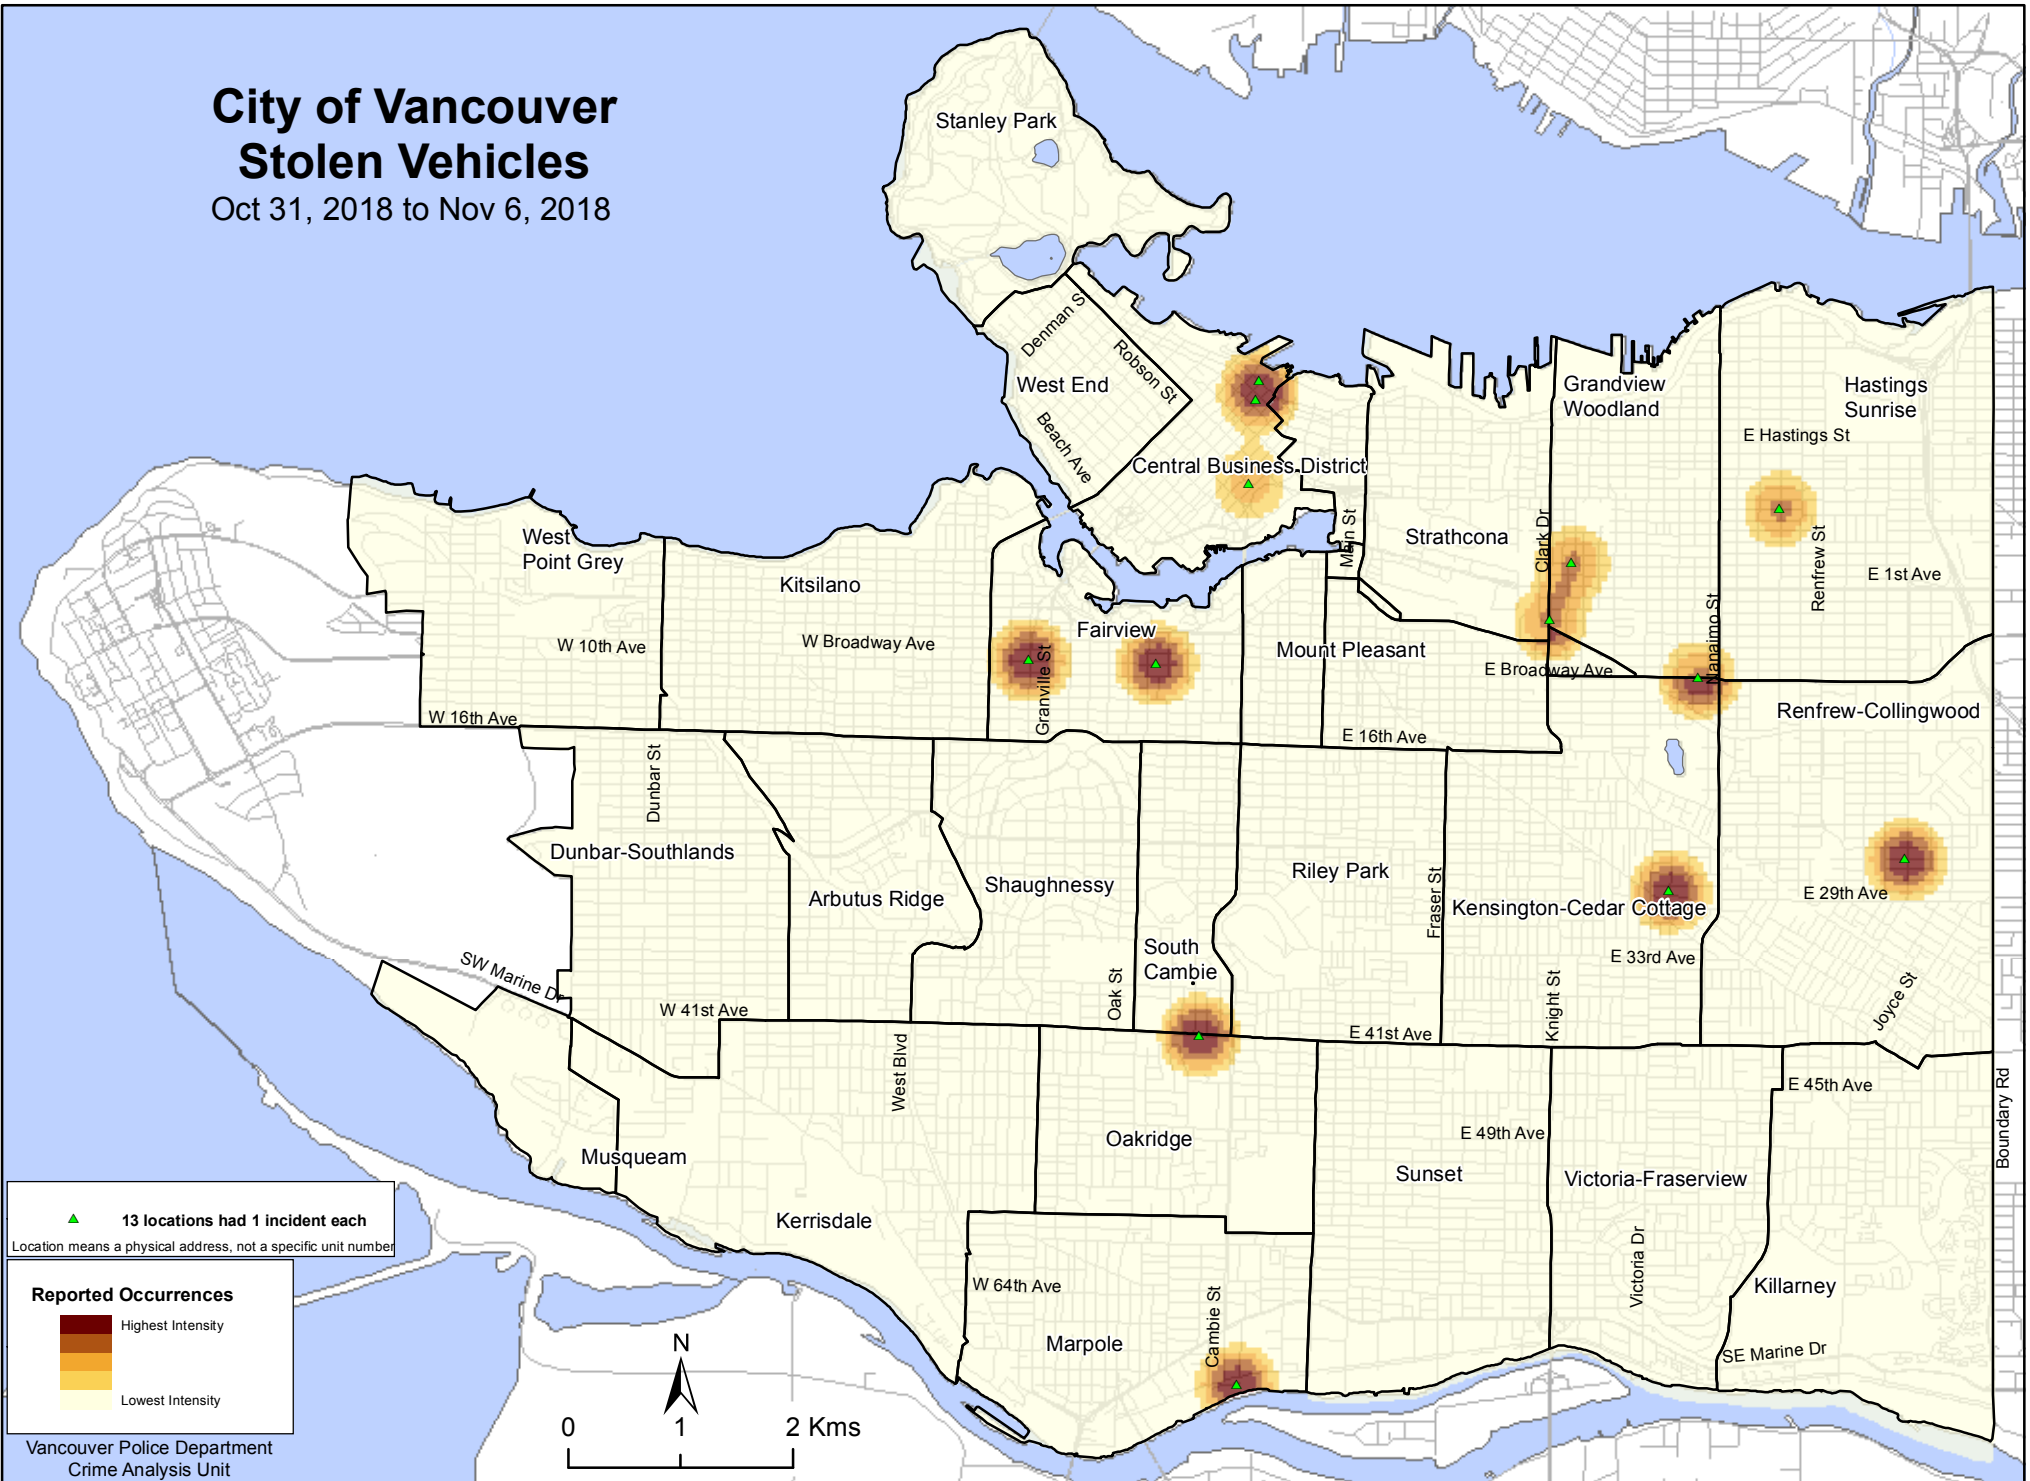 City of Vancouver
Stolen Vehicles
Oct 31, 2018 to Nov 6, 2018
Stanley Park
Denman S
Robson St
West End
Beach Ave
Central Business District
Grandview
Woodland
Hastings
Sunrise
E Hastings St
West
Point Grey
Kitsilano
Main St
Strathcona
Clark Dr
Renfrew St
E 1st Ave
Fairview
W 10th Ave
W Broadway Ave
Granville St
Mount Pleasant
E Broadway Ave
Nanaimo St
W 16th Ave
E 16th Ave
Renfrew-Collingwood
Dunbar St
Dunbar-Southlands
Arbutus Ridge
Shaughnessy
Riley Park
Fraser St
Kensington-Cedar Cottage
E 29th Ave
South
Cambie
E 33rd Ave
SW Marine Dr
W 41st Ave
Oak St
E 41st Ave
Knight St
Joyce St
West Blvd
E 45th Ave
Boundary Rd
Musqueam
Oakridge
E 49th Ave
Sunset
Victoria-Fraserview
Kerrisdale
Victoria Dr
W 64th Ave
Cambie St
Killarney
Marpole
SE Marine Dr
13 locations had 1 incident each
Location means a physical address, not a specific unit number
Reported Occurrences
Highest Intensity
Lowest Intensity
N
0 1 2 Kms
Vancouver Police Department
Crime Analysis Unit